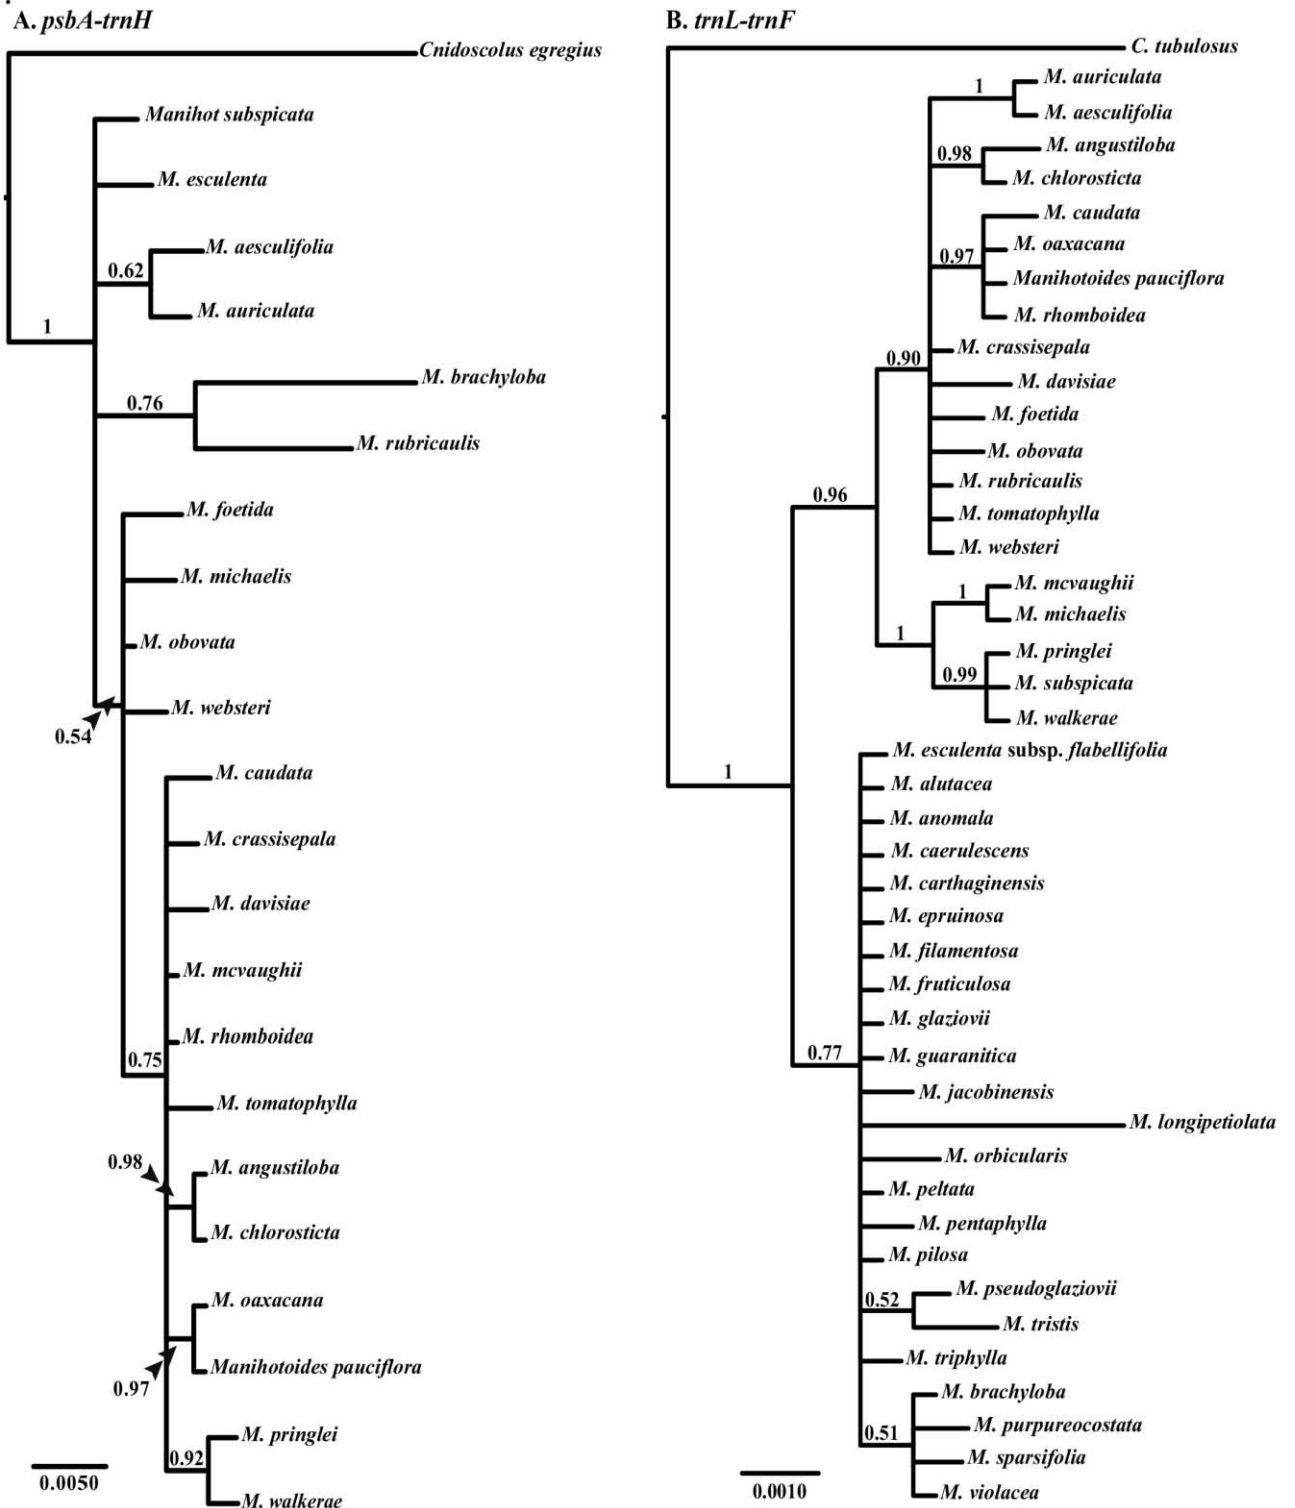 A. psbA-trnH
Cnidoscolus egregius
Manihot subspicata
M. esculenta
M. aesculifolia
0.62
M. auriculata
1
M. brachyloba
0.76
M. rubricaulis
M. foetida
M. michaelis
M. obovata
M. websteri
0.54
M. caudata
M. crassisepala
M. davisiae
M. mcvaughii
M. rhomboidea
0.75
M. tomatophylla
0.98
M. angustiloba
M. chlorosticta
M. oaxacana
Manihotoides pauciflora
0.97
M. pringlei
0.92
M. walkerae
0.0050
B. trnL-trnF
C. tubulosus
M. auriculata
1
M. aesculifolia
M. angustiloba
0.98
M. chlorosticta
M. caudata
M. oaxacana
0.97
Manihotoides pauciflora
M. rhomboidea
M. crassisepala
0.90
M. davisiae
M. foetida
M. obovata
M. rubricaulis
0.96
M. tomatophylla
M. websteri
M. mcvaughii
1
M. michaelis
1
M. pringlei
0.99
M. subspicata
M. walkerae
M. esculenta subsp. flabellifolia
1
M. alutacea
M. anomala
M. caerulescens
M. carthaginensis
M. epruinosa
M. filamentosa
M. fruticulosa
M. glaziovii
0.77
M. guaranitica
M. jacobinensis
M. longipetiolata
M. orbicularis
M. peltata
M. pentaphylla
M. pilosa
M. pseudoglaziovii
0.52
M. tristis
M. triphylla
M. brachyloba
M. purpureocostata
0.51
M. sparsifolia
M. violacea
0.0010